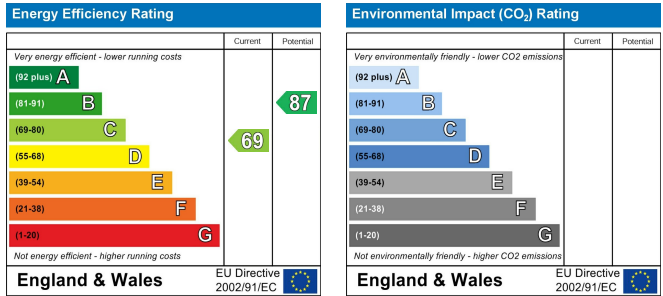 Energy Efficiency Rating
Current Potential
Very energy efficient - lower running costs
(92 plus) A
(81-91) B
87
(69-80) C
69
(55-68) D
(39-54) E
(21-38) F
(1-20) G
Not energy efficient - higher running costs
England & Wales
EU Directive
2002/91/EC
Environmental Impact (CO₂) Rating
Current Potential
Very environmentally friendly - lower CO2 emissions
(92 plus) A
(81-91) B
(69-80) C
(55-68) D
(39-54) E
(21-38) F
(1-20) G
Not environmentally friendly - higher CO2 emissions
England & Wales
EU Directive
2002/91/EC